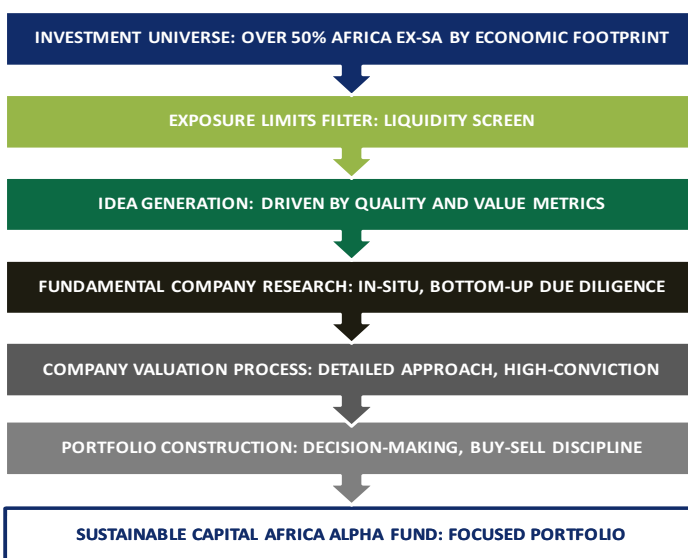 INVESTMENT UNIVERSE: OVER 50% AFRICA EX-SA BY ECONOMIC FOOTPRINT
EXPOSURE LIMITS FILTER: LIQUIDITY SCREEN
IDEA GENERATION: DRIVEN BY QUALITY AND VALUE METRICS
FUNDAMENTAL COMPANY RESEARCH: IN-SITU, BOTTOM-UP DUE DILIGENCE
COMPANY VALUATION PROCESS: DETAILED APPROACH, HIGH-CONVICTION
PORTFOLIO CONSTRUCTION: DECISION-MAKING, BUY-SELL DISCIPLINE
SUSTAINABLE CAPITAL AFRICA ALPHA FUND: FOCUSED PORTFOLIO